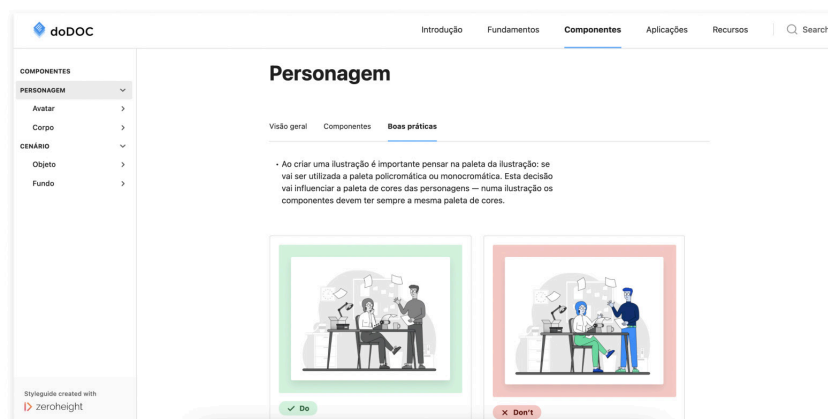 doDOC
Introdução
Fundamentos
Componentes
Aplicações
Recursos
Search
COMPONENTES
PERSONAGEM
Avatar
Corpo
CENÁRIO
Objeto
Fundo
Styleguide created with
zeroheight
Personagem
Visão geral
Componentes
Boas práticas
• Ao criar uma ilustração é importante pensar na paleta da ilustração: se
vai ser utilizada a paleta policromática ou monocromática. Esta decisão
vai influenciar a paleta de cores das personagens — numa ilustração os
componentes devem ter sempre a mesma paleta de cores.
Do
Don't